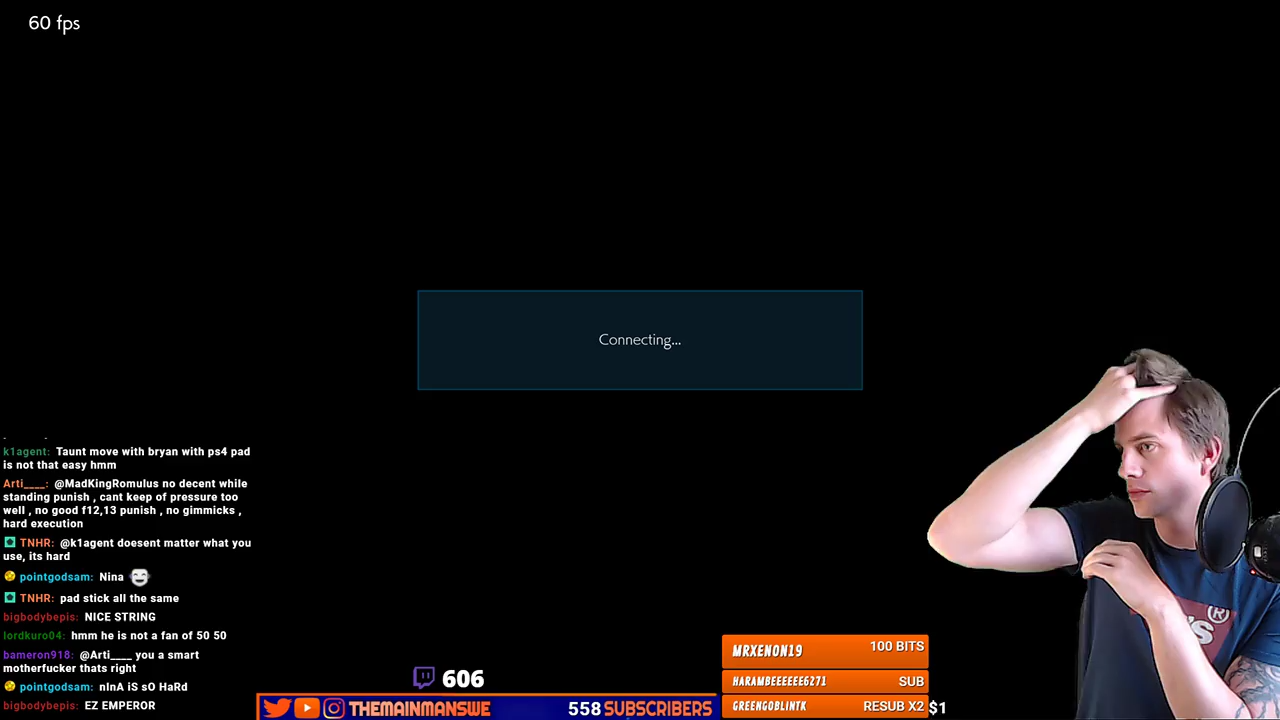 60 fps
Connecting...
k1agent: Taunt move with bryan with ps4 pad
is not that easy hmm
Arti____: @MadKingRomulus no decent while
standing punish , cant keep of pressure too
well , no good f12,13 punish , no gimmicks ,
hard execution
TNHR: @k1agent doesent matter what you
use, its hard
pointgodsam: Nina
TNHR: pad stick all the same
bigbodybepis: NICE STRING
lordkuro04: hmm he is not a fan of 50 50
bameron918: @Arti____ you a smart
motherfucker thats right
pointgodsam: nInA iS sO HaRd
bigbodybepis: EZ EMPEROR
606
THEMAINMANSWE 558 SUBSCRIBERS
MRXENON19 100 BITS
HARAMBEEEEEE6271 SUB
GREENGOBLINTK RESUB X2 $1
®